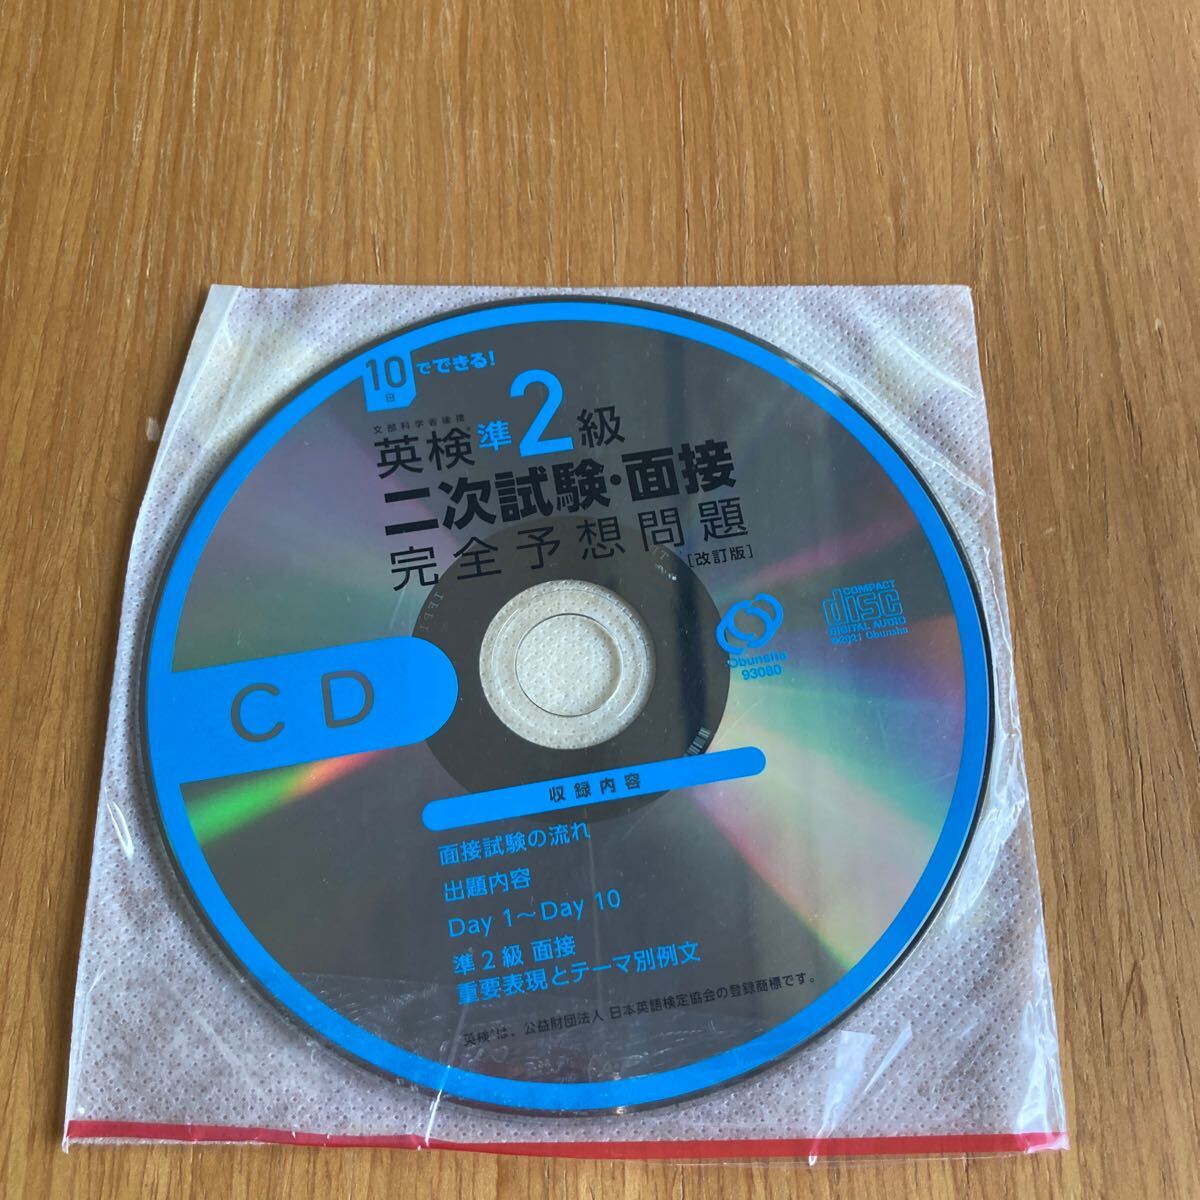 10日でできる!
文部科学省後援
英検®準2級
二次試験・面接
完全予想問題
[改訂版]
COMPACT
disc
DIGITAL AUDIO
©2021 Obunsha
Obunsha
93080
CD
収録内容
面接試験の流れ
出題内容
Day 1～Day 10
準2級 面接
重要表現とテーマ別例文
英検®は、公益財団法人 日本英語検定協会の登録商標です。